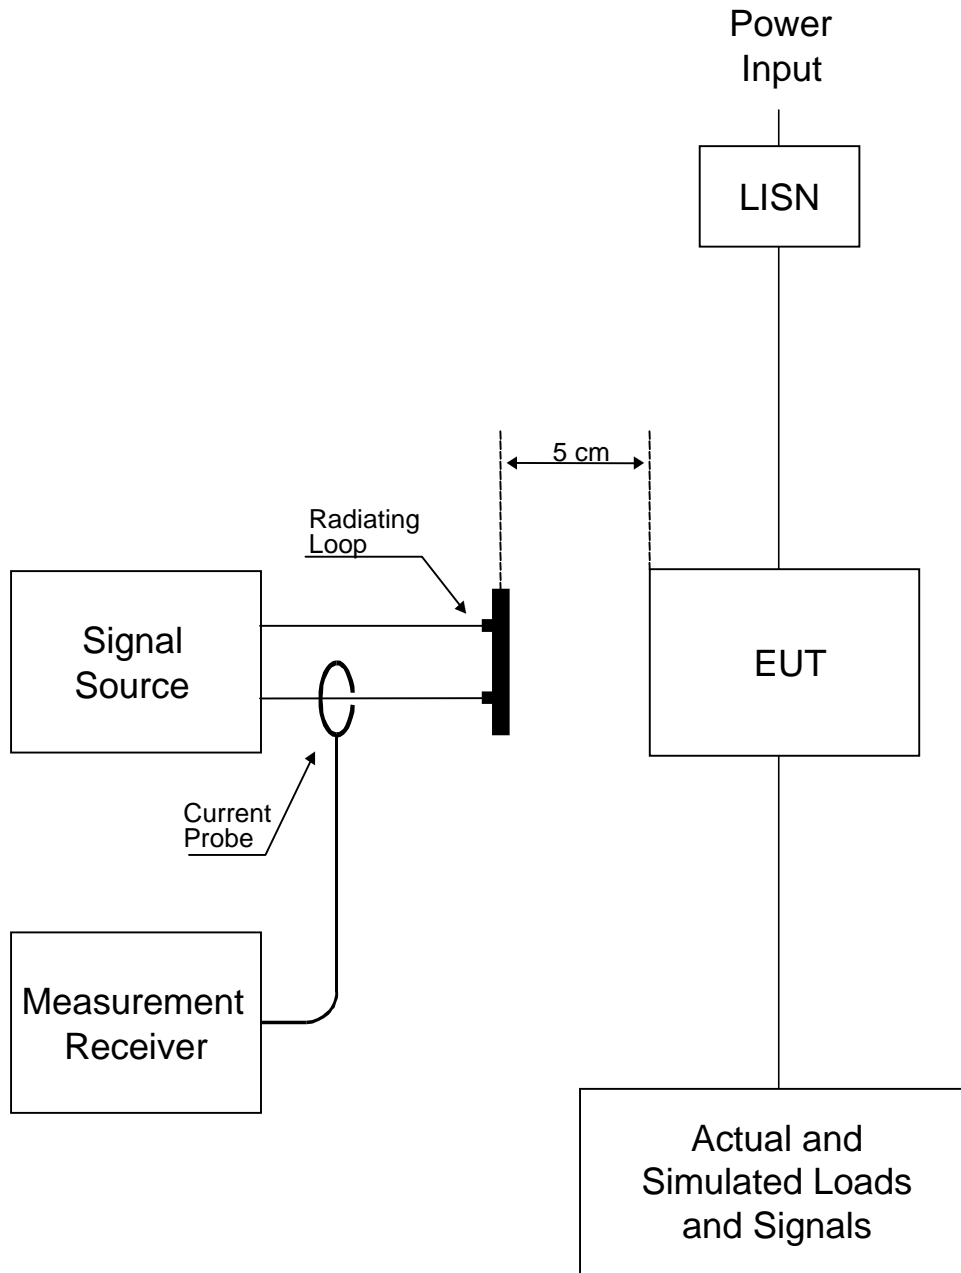 Power
Input
LISN
5 cm
Radiating
Loop
Signal
Source
EUT
Current
Probe
Measurement
Receiver
Actual and
Simulated Loads
and Signals